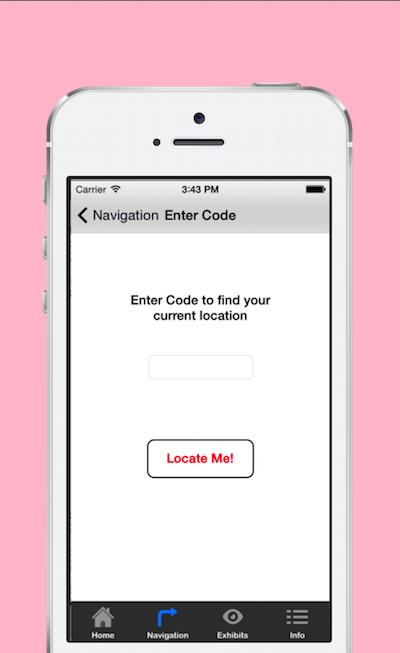 Carrier 3:43 PM
Navigation Enter Code
Enter Code to find your
current location
Locate Me!
Home Navigation Exhibits Info